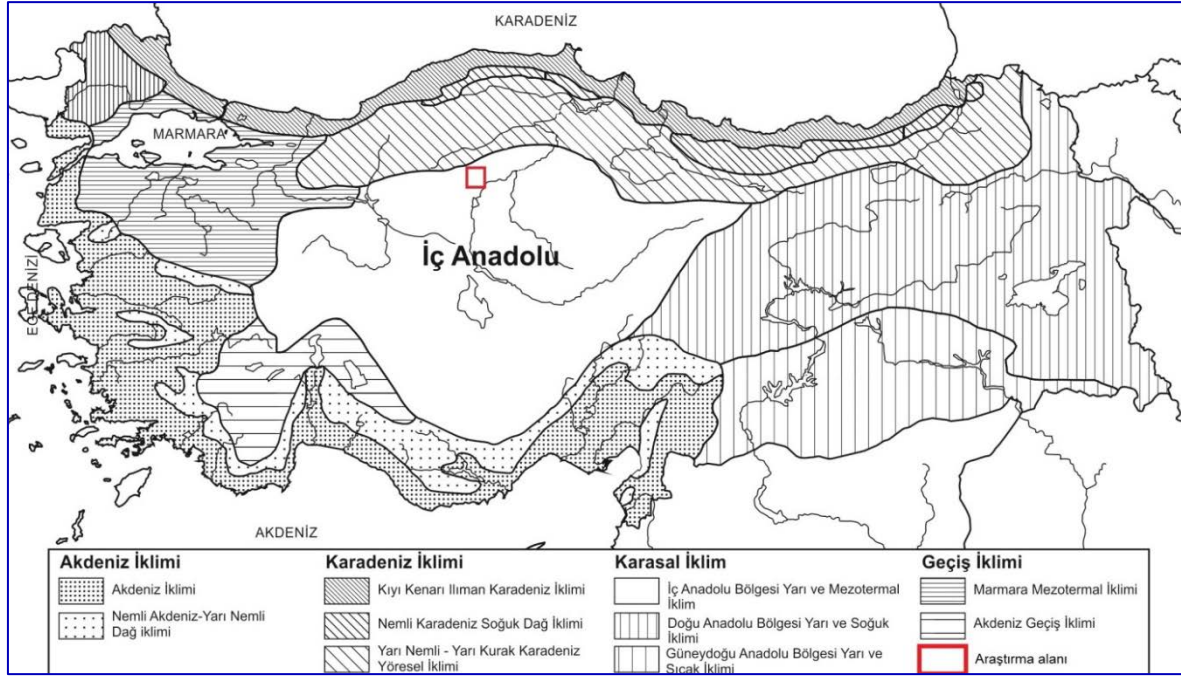 KARADENİZ
MARMARA
İç Anadolu
EGE DENİZİ
AKDENİZ
Akdeniz İklimi
Akdeniz İklimi
Nemli Akdeniz-Yarı Nemli
Dağ iklimi
Karadeniz İklimi
Kıyı Kenarı Ilıman Karadeniz İklimi
Nemli Karadeniz Soğuk Dağ İklimi
Yarı Nemli - Yarı Kurak Karadeniz
Yöresel İklimi
Karasal İklim
İç Anadolu Bölgesi Yarı ve Mezotermal
İklim
Doğu Anadolu Bölgesi Yarı ve Soğuk
İklimi
Güneydoğu Anadolu Bölgesi Yarı ve
Sıcak İklimi
Geçiş İklimi
Marmara Mezotermal İklimi
Akdeniz Geçiş İklimi
Araştırma alanı